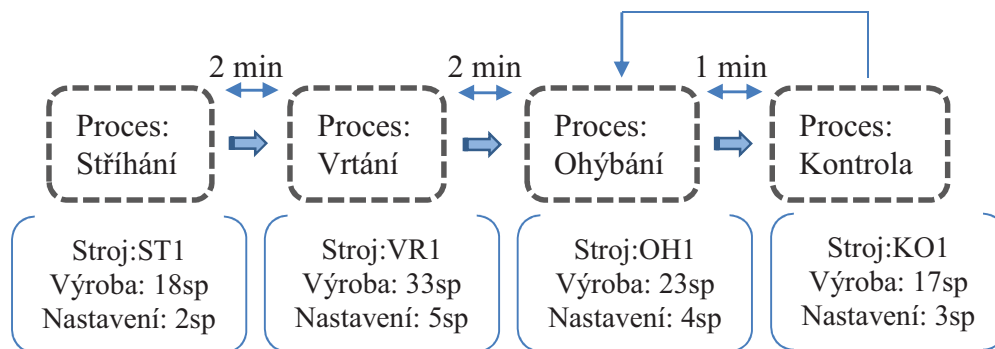 2 min
2 min
1 min
Proces:
Stříhání
Proces:
Vrtání
Proces:
Ohýbání
Proces:
Kontrola
Stroj:ST1
Výroba: 18sp
Nastavení: 2sp
Stroj:VR1
Výroba: 33sp
Nastavení: 5sp
Stroj:OH1
Výroba: 23sp
Nastavení: 4sp
Stroj:KO1
Výroba: 17sp
Nastavení: 3sp